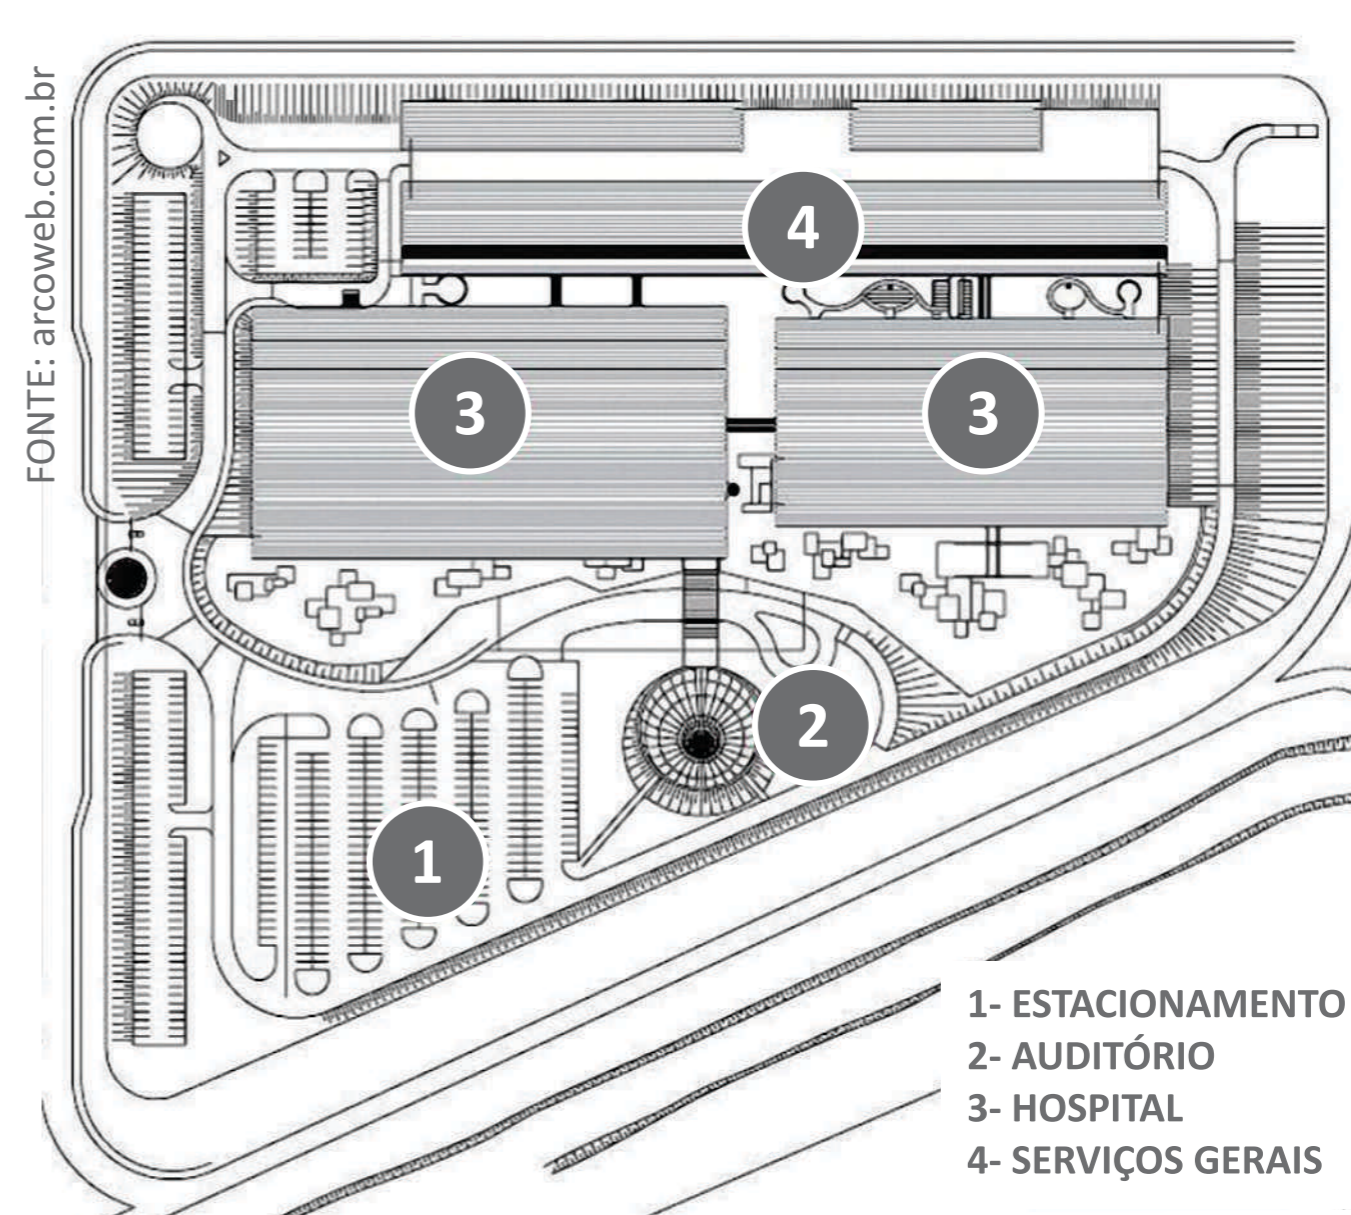 FONTE: arcoweb.com.br
4
3
3
2
1
1- ESTACIONAMENTO
2- AUDITÓRIO
3- HOSPITAL
4- SERVIÇOS GERAIS